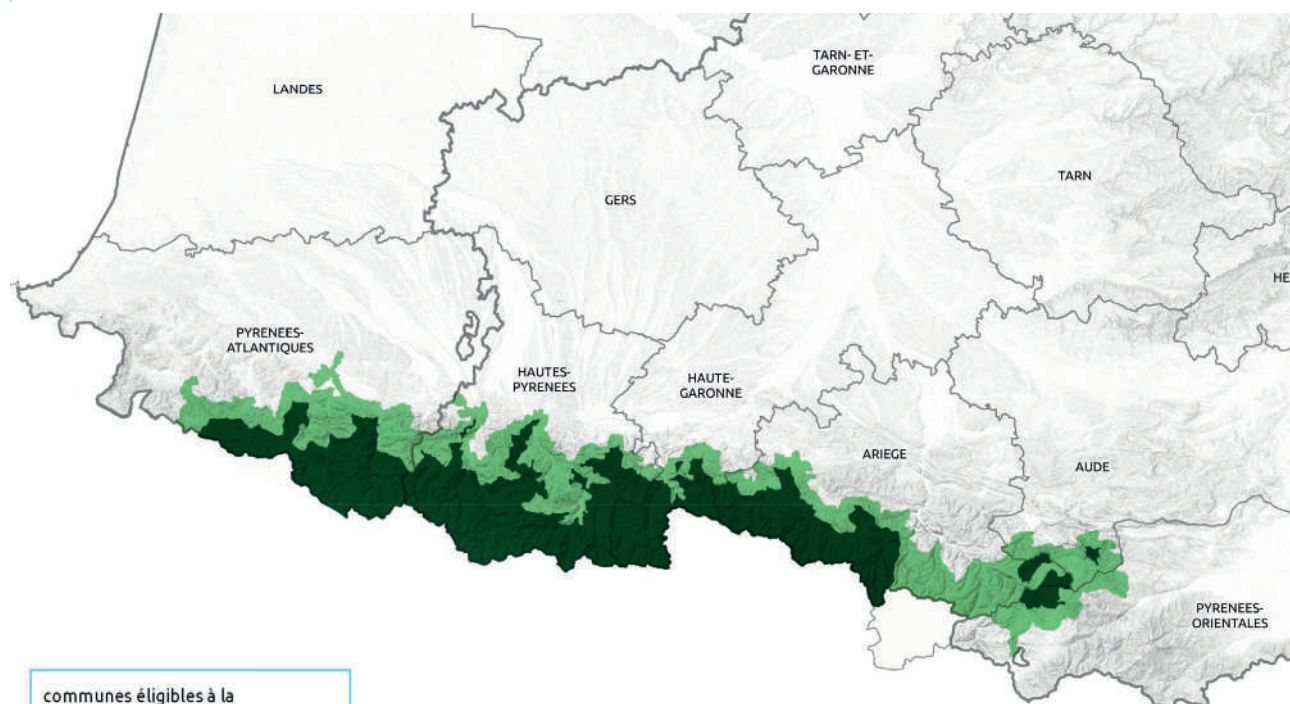 TARN- ET-
GARONNE
LANDES
TARN
GERS
HE
PYRENEES-
ATLANTIQUES
HAUTES-
PYRENEES
HAUTE-
GARONNE
ARIEGE
AUDE
PYRENEES-
ORIENTALES
communes éligibles à la